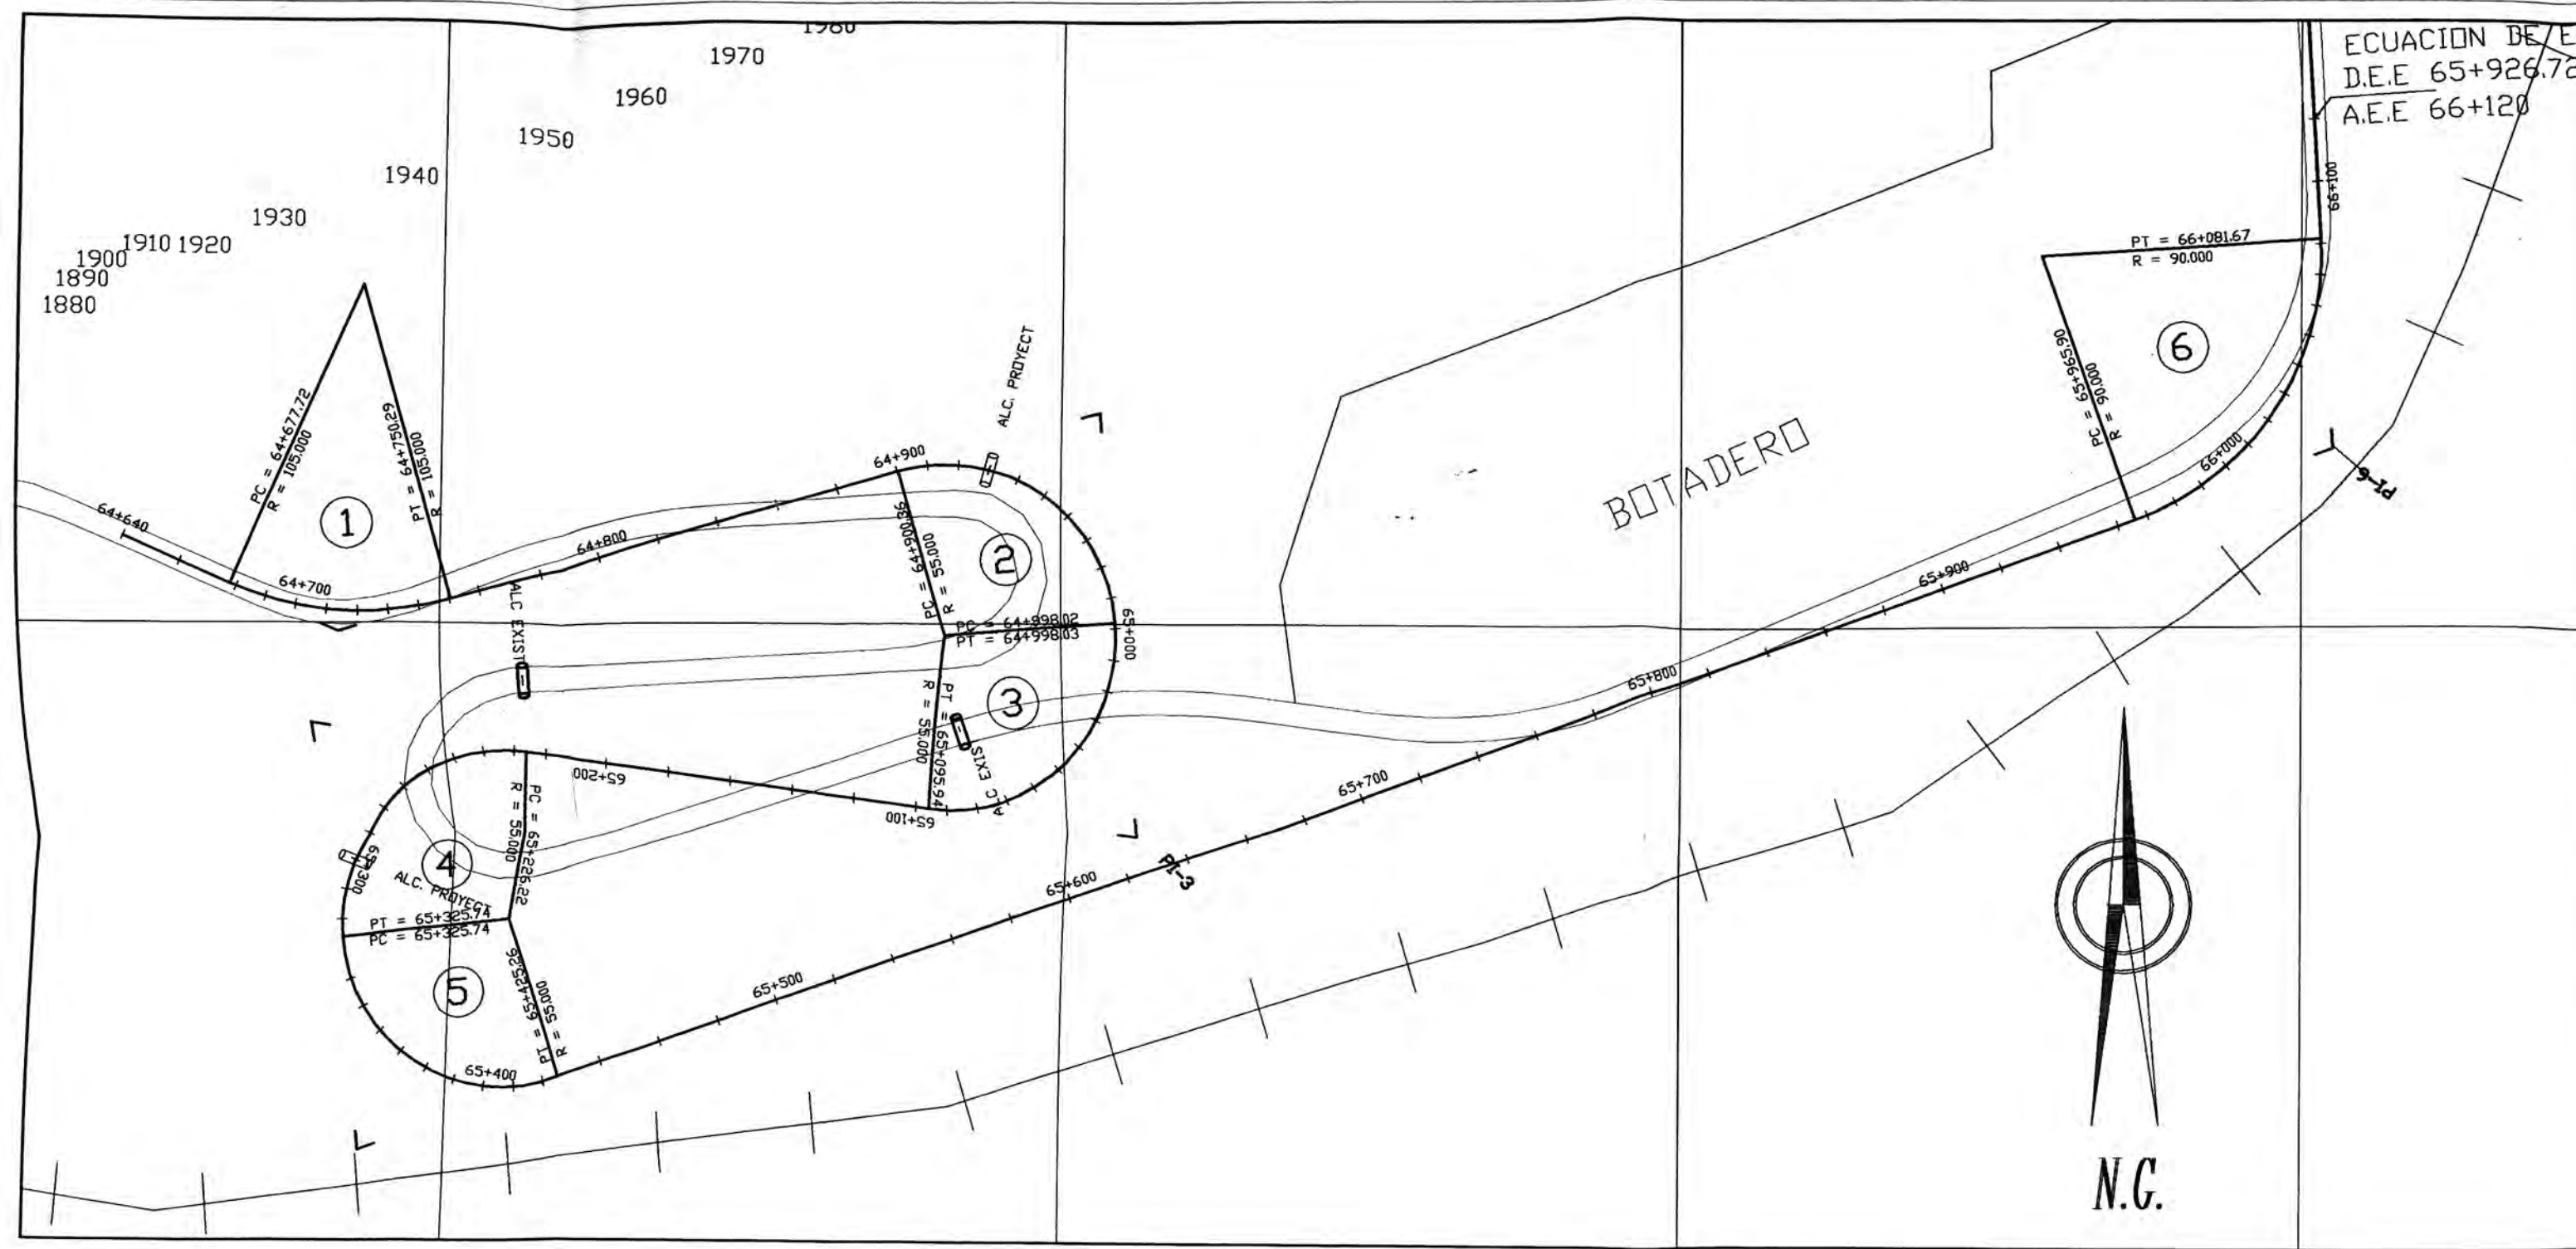 1980
1970
1960
1950
1940
1930
1920
1910
1900
1890
1880
ECUACION DE E
D.E.E 65+926.72
A.E.E 66+120
66+100
PT = 66+081.67
R = 90.000
6
PC = 65+965.90
R = 90.000
66+000
PI-6
BOTADERO
ALC. PROYECT
PC = 64+677.72
R = 105.000
PT = 64+750.29
R = 105.000
1
64+640
64+700
64+800
64+900
PC = 64+900.36
R = 55.000
2
PC = 64+998.02
PT = 64+998.03
65+000
ALC EXIST
3
PT = 65+095.94
R = 55.000
ALC EXIS
65+100
65+200
PC = 65+226.22
R = 55.000
4
65+300
ALC. PROYECT
PT = 65+325.74
PC = 65+325.74
5
PT = 65+425.26
R = 55.000
65+400
65+500
65+600
PI-3
65+700
65+800
65+900
N.G.